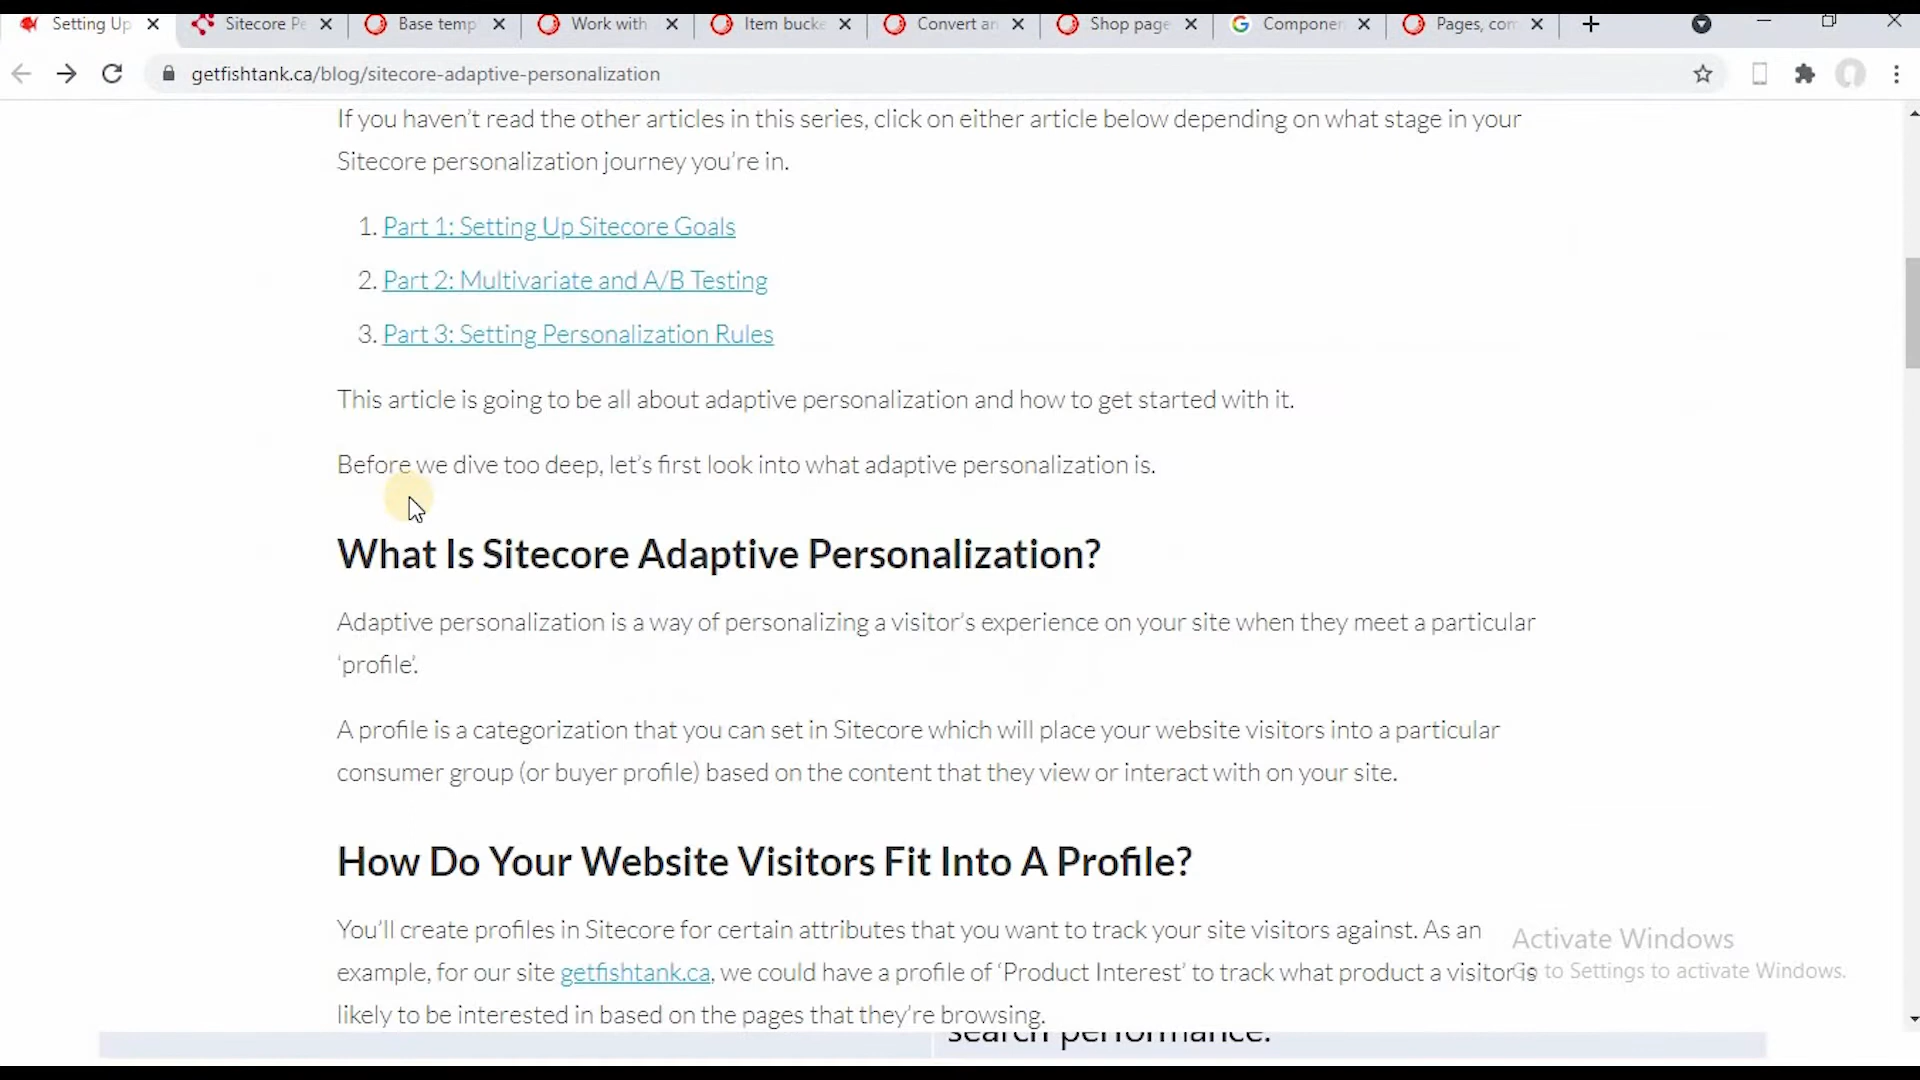 Setting Up
Sitecore Pe
Base temp
Work with
Item bucke
Convert an
Shop page
Componen
Pages, com
getfishtank.ca/blog/sitecore-adaptive-personalization
If you haven't read the other articles in this series, click on either article below depending on what stage in your
Sitecore personalization journey you're in.
1. Part 1: Setting Up Sitecore Goals
2. Part 2: Multivariate and A/B Testing
3. Part 3: Setting Personalization Rules
This article is going to be all about adaptive personalization and how to get started with it.
Before we dive too deep, let's first look into what adaptive personalization is.
What Is Sitecore Adaptive Personalization?
Adaptive personalization is a way of personalizing a visitor's experience on your site when they meet a particular
'profile'.
A profile is a categorization that you can set in Sitecore which will place your website visitors into a particular
consumer group (or buyer profile) based on the content that they view or interact with on your site.
How Do Your Website Visitors Fit Into A Profile?
You'll create profiles in Sitecore for certain attributes that you want to track your site visitors against. As an
example, for our site getfishtank.ca, we could have a profile of 'Product Interest' to track what product a visitor is
likely to be interested in based on the pages that they're browsing.
Activate Windows
Go to Settings to activate Windows.
search performance.